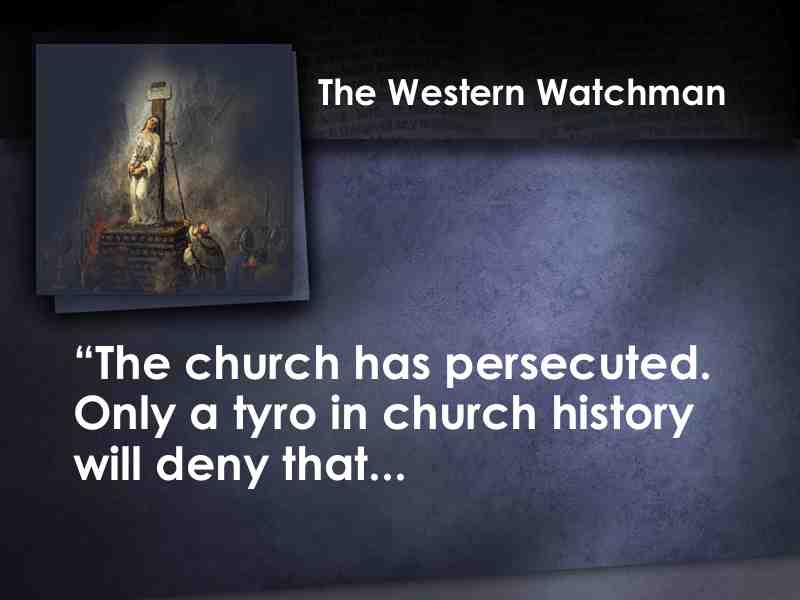 The Western Watchman
“The church has persecuted.
Only a tyro in church history
will deny that...